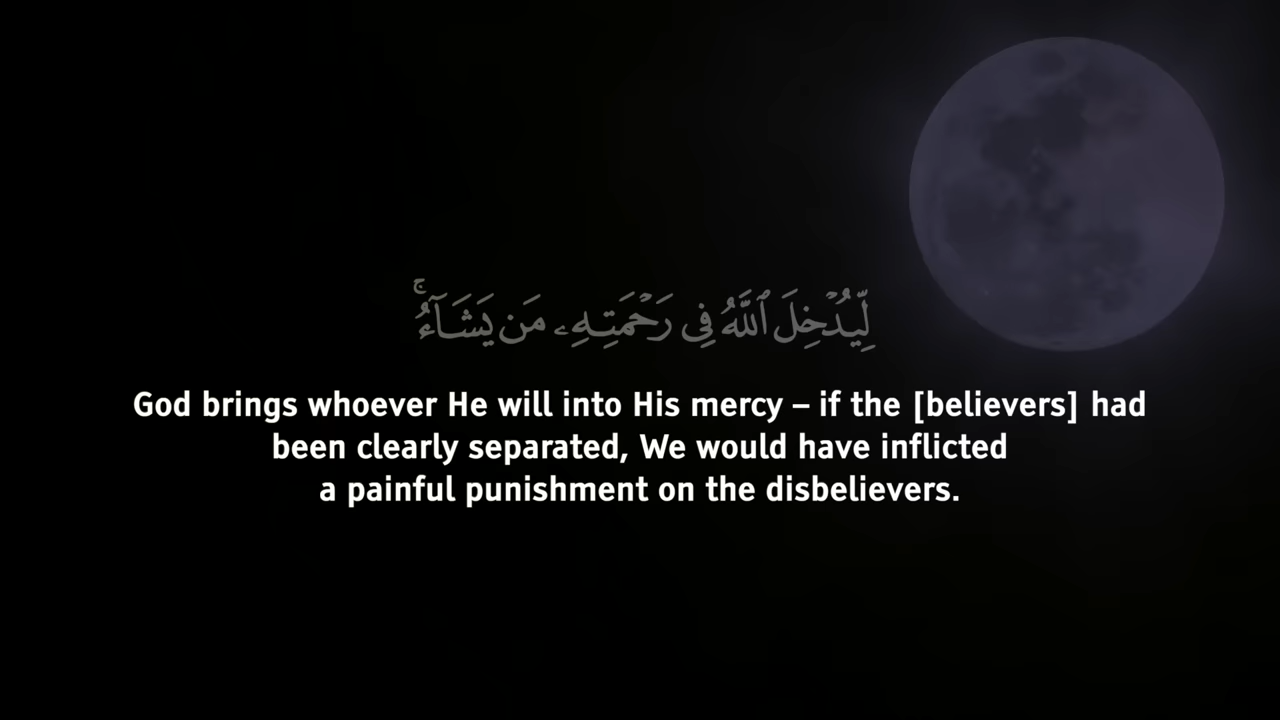 لِّيُدۡخِلَ ٱللَّهُ فِى رَحۡمَتِهِۦ مَن يَشَآءُۚ
God brings whoever He will into His mercy – if the [believers] had
been clearly separated, We would have inflicted
a painful punishment on the disbelievers.